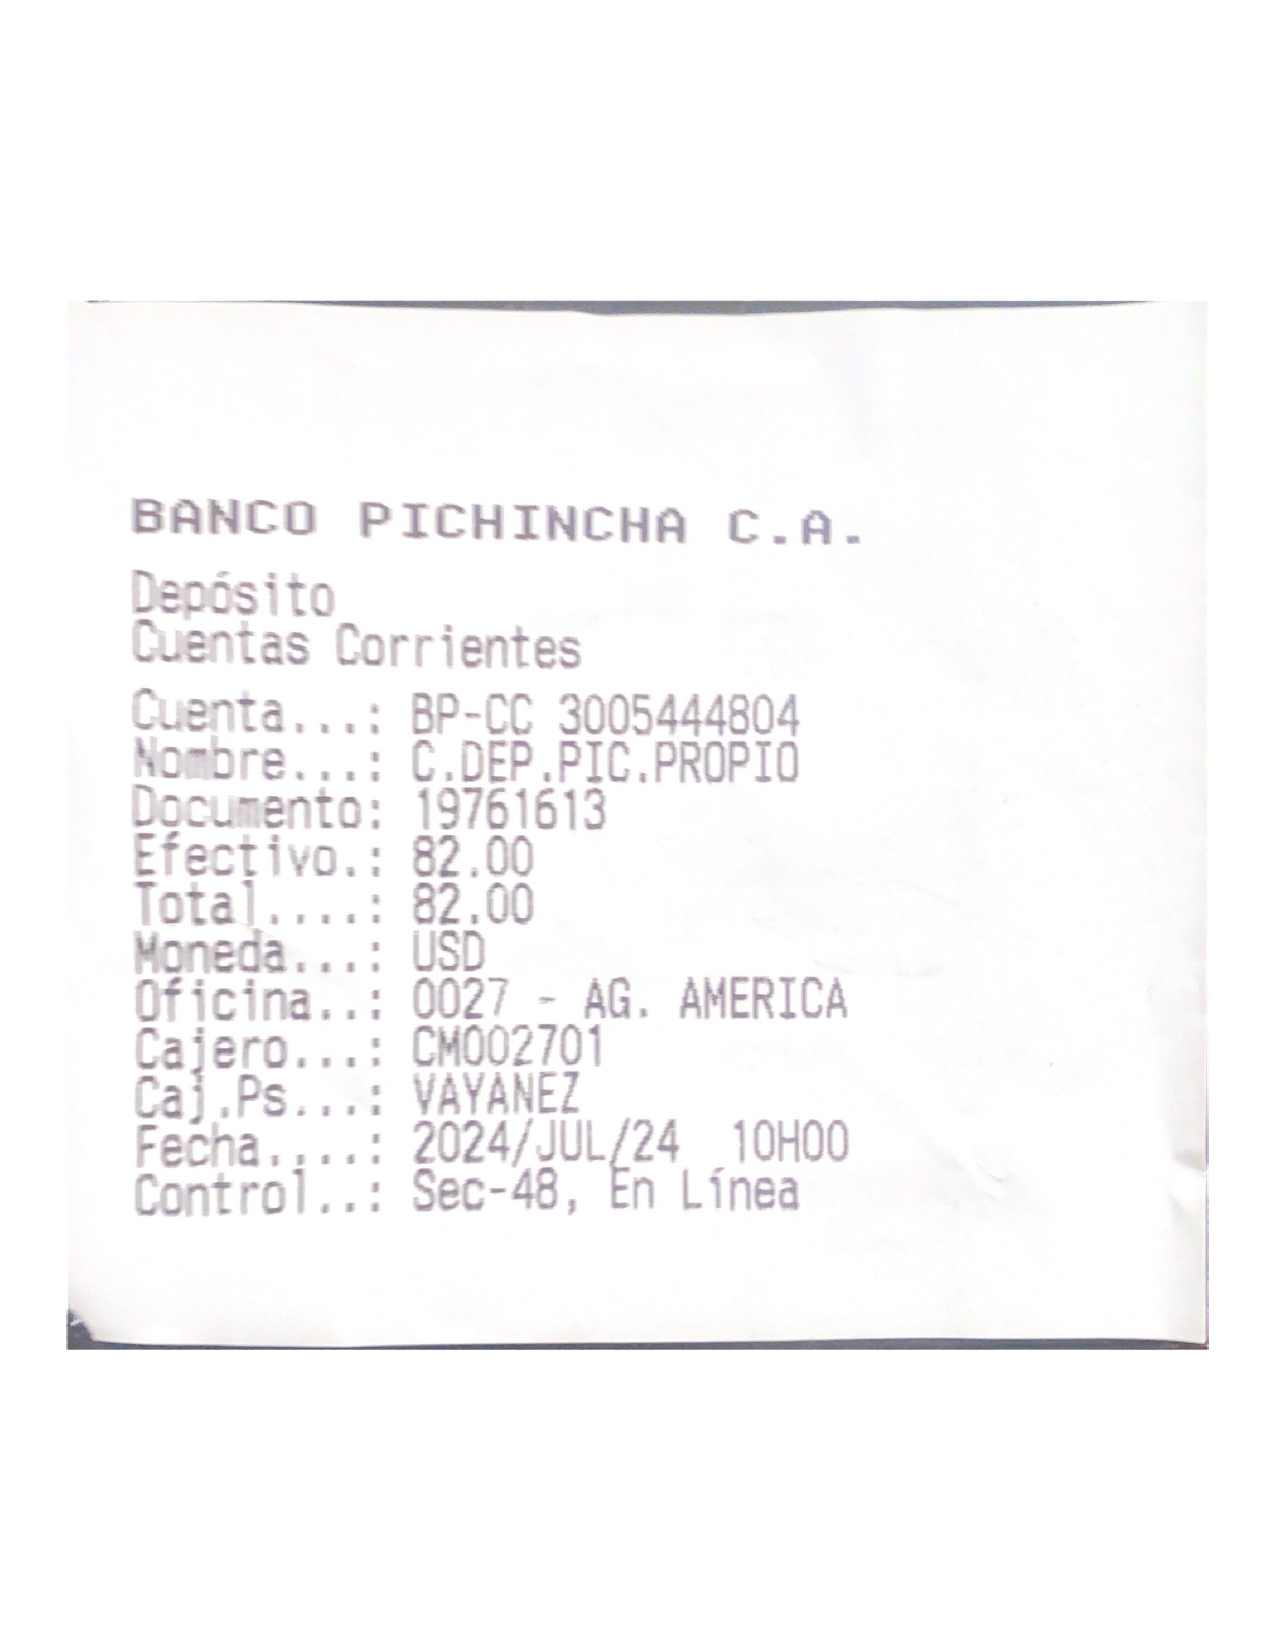 BANCO PICHINCHA C.A.
Depósito
Cuentas Corrientes
Cuenta...: BP-CC 3005444804
Nombre...: C.DEP.PIC.PROPIO
Documento: 19761613
Efectivo.: 82.00
Total....: 82.00
Moneda...: USD
Oficina..: 0027 - AG. AMERICA
Cajero...: CM002701
Caj.Ps...: VAYANEZ
Fecha....: 2024/JUL/24  10H00
Control..: Sec-48, En Línea